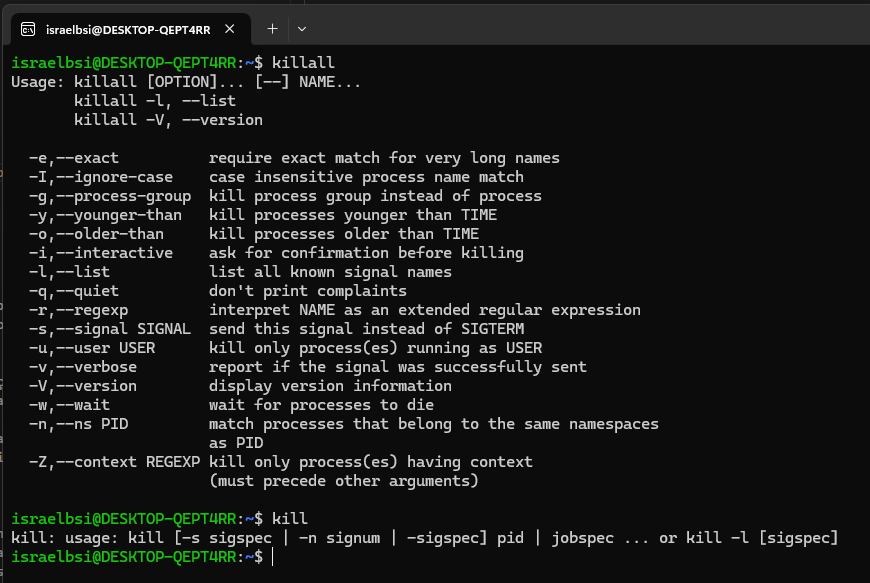 israelbsi@DESKTOP-QEPT4RR
israelbsi@DESKTOP-QEPT4RR:~$ killall
Usage: killall [OPTION]... [--] NAME...
       killall -l, --list
       killall -V, --version

  -e,--exact          require exact match for very long names
  -I,--ignore-case    case insensitive process name match
  -g,--process-group  kill process group instead of process
  -y,--younger-than   kill processes younger than TIME
  -o,--older-than     kill processes older than TIME
  -i,--interactive    ask for confirmation before killing
  -l,--list           list all known signal names
  -q,--quiet          don't print complaints
  -r,--regexp         interpret NAME as an extended regular expression
  -s,--signal SIGNAL  send this signal instead of SIGTERM
  -u,--user USER      kill only process(es) running as USER
  -v,--verbose        report if the signal was successfully sent
  -V,--version        display version information
  -w,--wait           wait for processes to die
  -n,--ns PID         match processes that belong to the same namespaces
                      as PID
  -Z,--context REGEXP kill only process(es) having context
                      (must precede other arguments)

israelbsi@DESKTOP-QEPT4RR:~$ kill
kill: usage: kill [-s sigspec | -n signum | -sigspec] pid | jobspec ... or kill -l [sigspec]
israelbsi@DESKTOP-QEPT4RR:~$